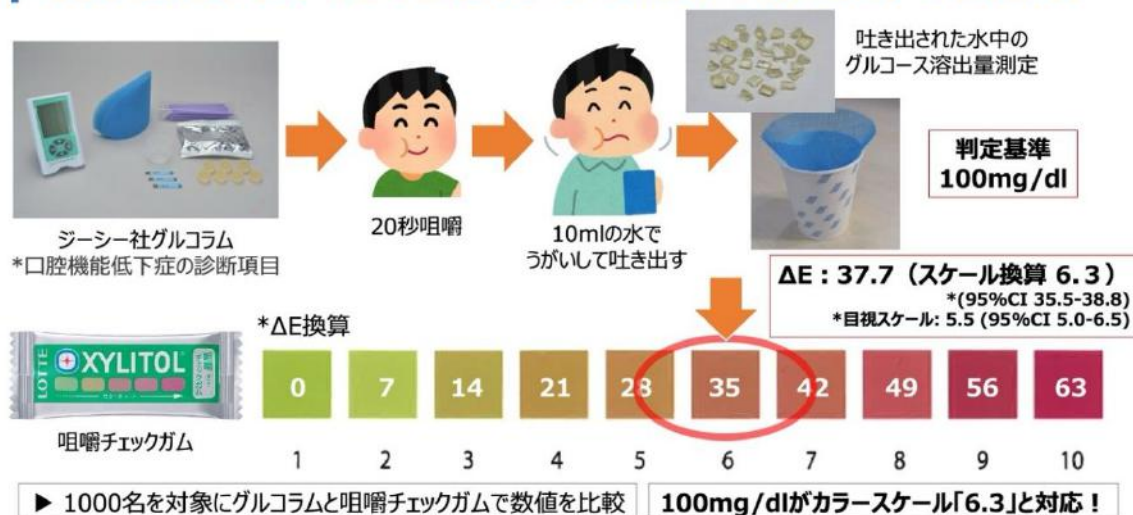 吐き出された水中の
グルコース溶出量測定
判定基準
100mg/dl
20秒咀嚼
10mlの水で
うがいして吐き出す
ジーシー社グルコラム
*口腔機能低下症の診断項目
ΔE：37.7（スケール換算 6.3）
*(95%CI 35.5-38.8)
*目視スケール: 5.5 (95%CI 5.0-6.5)
*ΔE換算
LOTTE
XYLITOL
0 7 14 21 28 35 42 49 56 63
咀嚼チェックガム
1 2 3 4 5 6 7 8 9 10
▶ 1000名を対象にグルコラムと咀嚼チェックガムで数値を比較
100mg/dlがカラースケール「6.3」と対応！